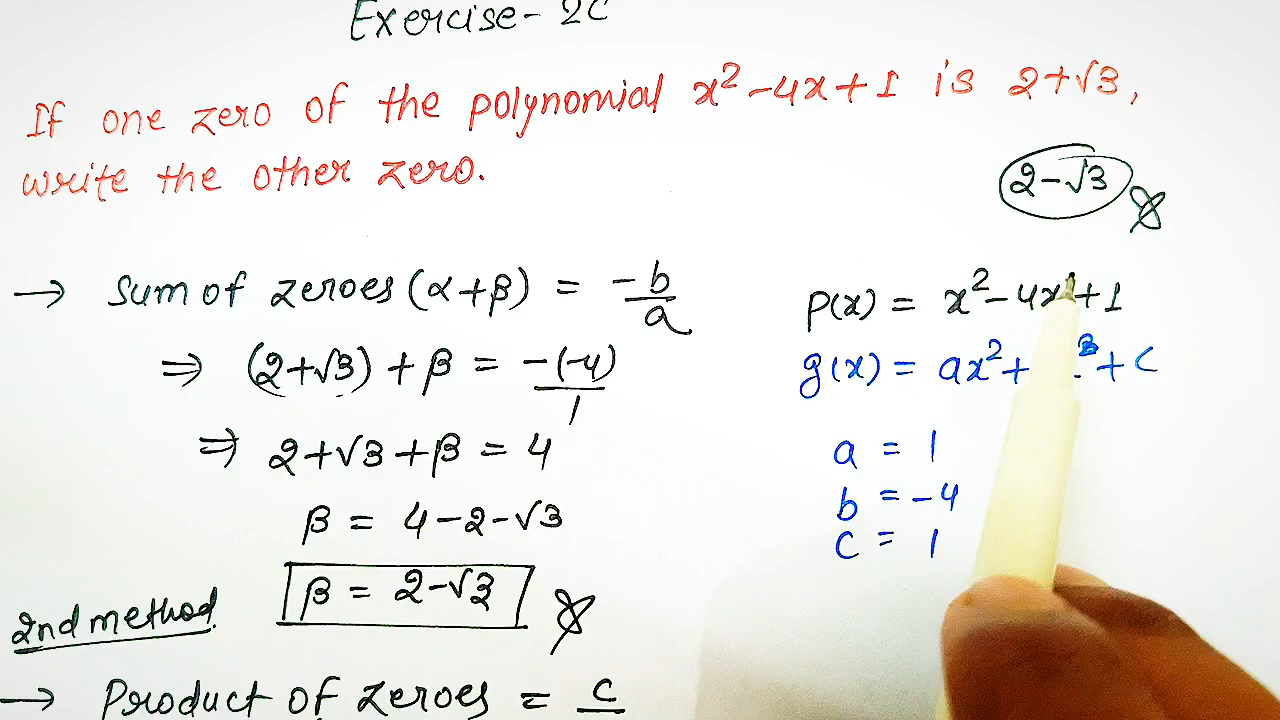 Exercise - 2C
If one zero of the polynomial x² - 4x + 1 is 2+√3,
write the other zero.
2-√3
→ Sum of zeroes (α+β) = -b/a
⇒ (2+√3) + β = -(-4)/1
⇒ 2+√3+β = 4
β = 4-2-√3
β = 2-√3
p(x) = x² - 4x + 1
g(x) = ax² + + c
a = 1
b = -4
c = 1
2nd method
→ Product of zeroes = c